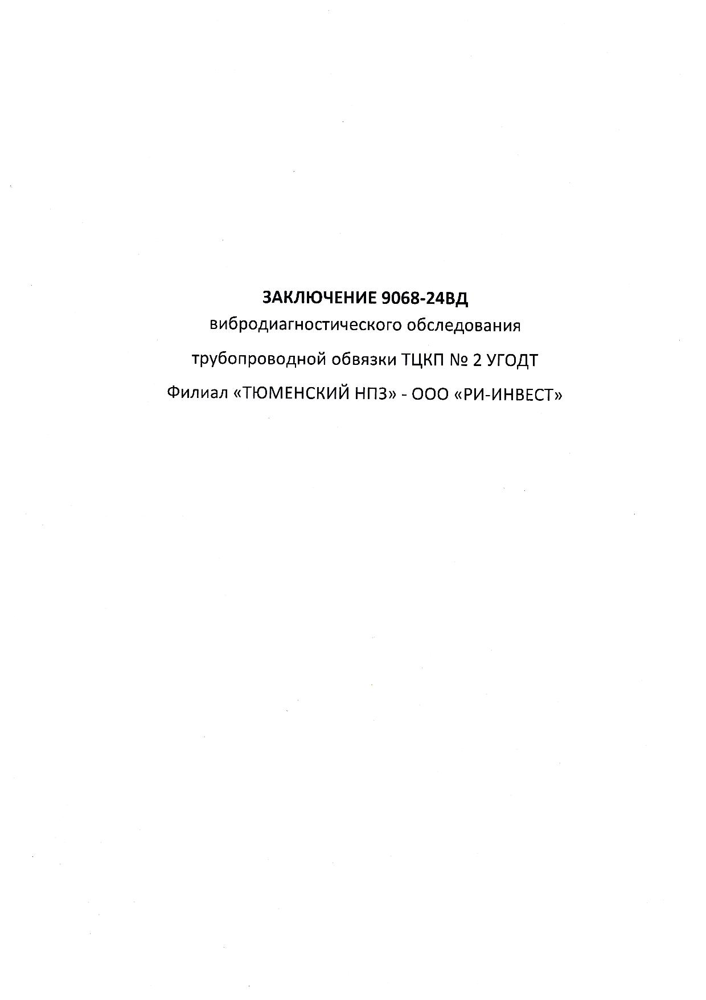 ЗАКЛЮЧЕНИЕ 9068-24ВД
вибродиагностического обследования
трубопроводной обвязки ТЦКП № 2 УГОДТ
Филиал «ТЮМЕНСКИЙ НПЗ» - ООО «РИ-ИНВЕСТ»